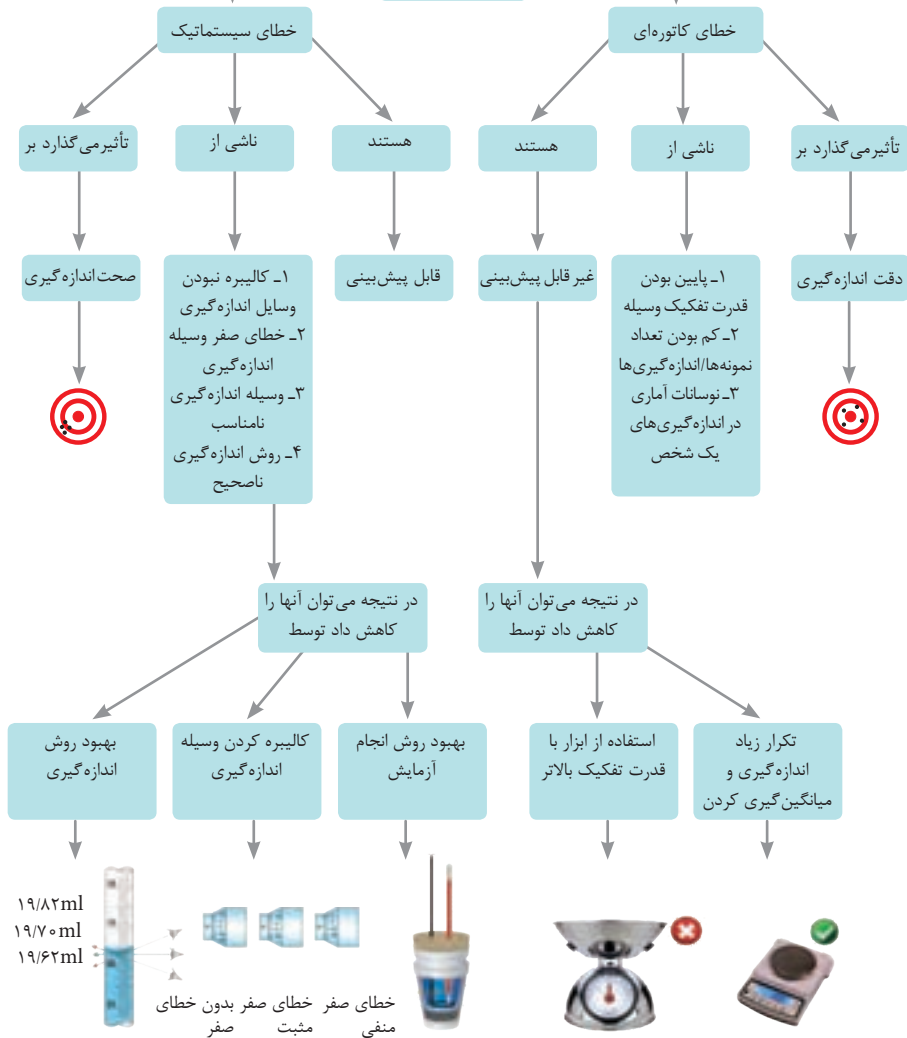 خطای کاتوره‌ای
خطای سیستماتیک
تأثیرمی‌گذارد بر
ناشی از
هستند
هستند
ناشی از
تأثیرمی‌گذارد بر
دقت اندازه‌گیری
۱ـ پایین بودن
قدرت تفکیک وسیله
۲ـ کم بودن تعداد
نمونه‌ها/اندازه‌گیری‌ها
۳ـ نوسانات آماری
در اندازه‌گیری‌های
یک شخص
غیر قابل پیش‌بینی
قابل پیش‌بینی
۱ـ کالیبره نبودن
وسایل اندازه‌گیری
۲ـ خطای صفر وسیله
اندازه‌گیری
۳ـ وسیله اندازه‌گیری
نامناسب
۴ـ روش اندازه‌گیری
ناصحیح
صحت‌اندازه‌گیری
در نتیجه می‌توان آنها را
کاهش داد توسط
در نتیجه می‌توان آنها را
کاهش داد توسط
تکرار زیاد
اندازه‌گیری و
میانگین‌گیری کردن
استفاده از ابزار با
قدرت تفکیک بالاتر
بهبود روش انجام
آزمایش
کالیبره کردن وسیله
اندازه‌گیری
بهبود روش
اندازه‌گیری
۱۹/۸۲ml
۱۹/۷۰ml
۱۹/۶۲ml
خطای صفر
منفی
خطای صفر
مثبت
بدون خطای
صفر